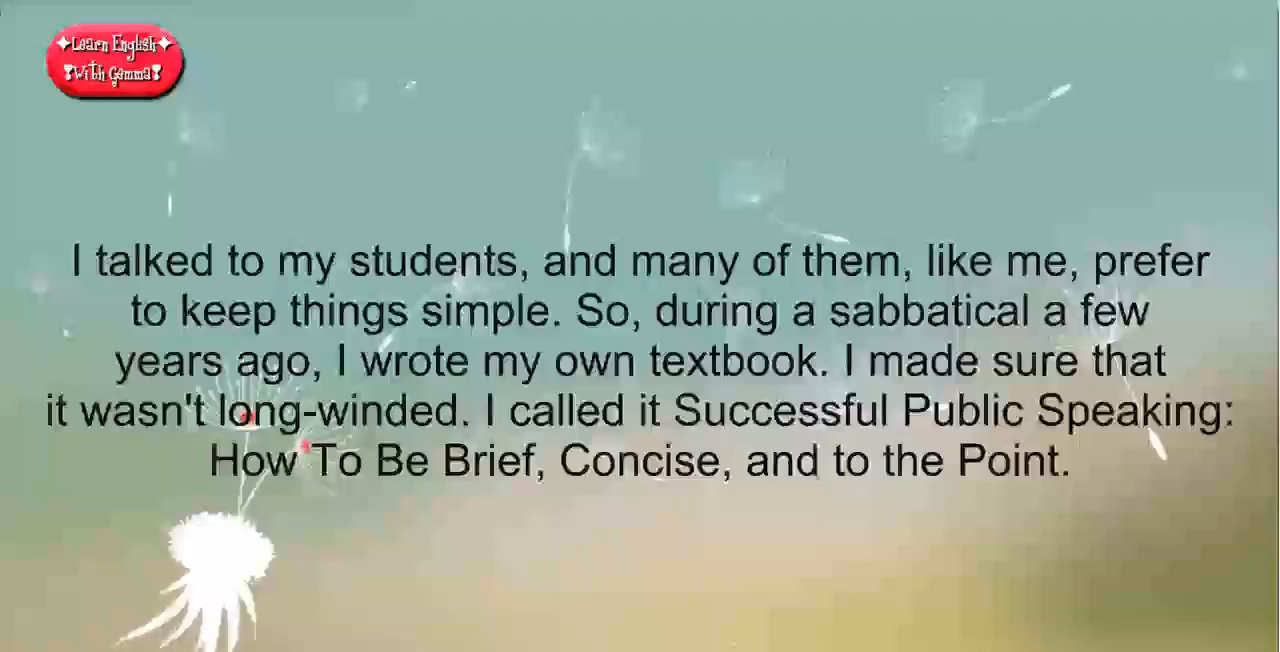 Learn English
With Gamma
I talked to my students, and many of them, like me, prefer
to keep things simple. So, during a sabbatical a few
years ago, I wrote my own textbook. I made sure that
it wasn't long-winded. I called it Successful Public Speaking:
How To Be Brief, Concise, and to the Point.